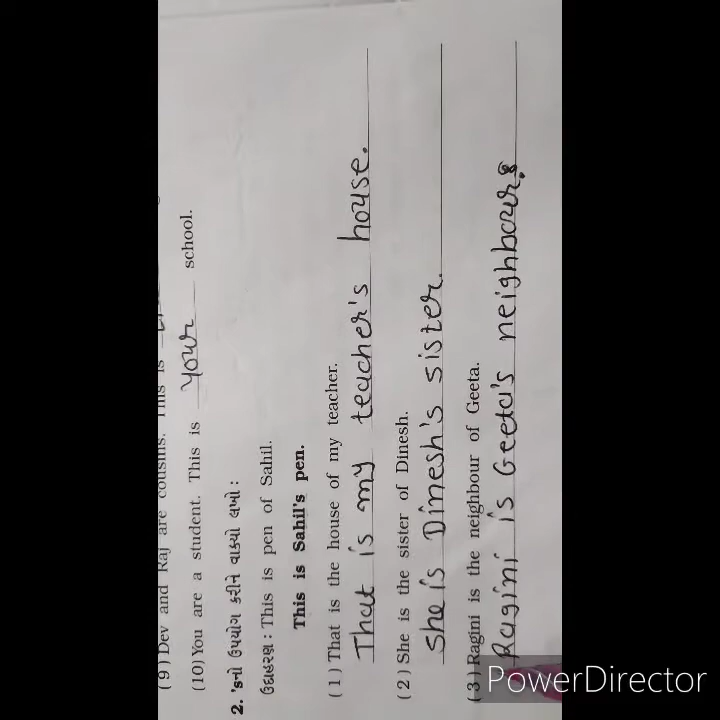 (9) Dev and Raj are cousins. This is
(10) You are a student. This is your school.
2. 'sનો ઉપયોગ કરીને વાક્યો લખો :
ઉદાહરણ : This is pen of Sahil.
This is Sahil's pen.
(1) That is the house of my teacher.
That is my teacher's house.
(2) She is the sister of Dinesh.
she is Dinesh's sister.
(3) Ragini is the neighbour of Geeta.
Ragini is Geeta's neighbour.
PowerDirector